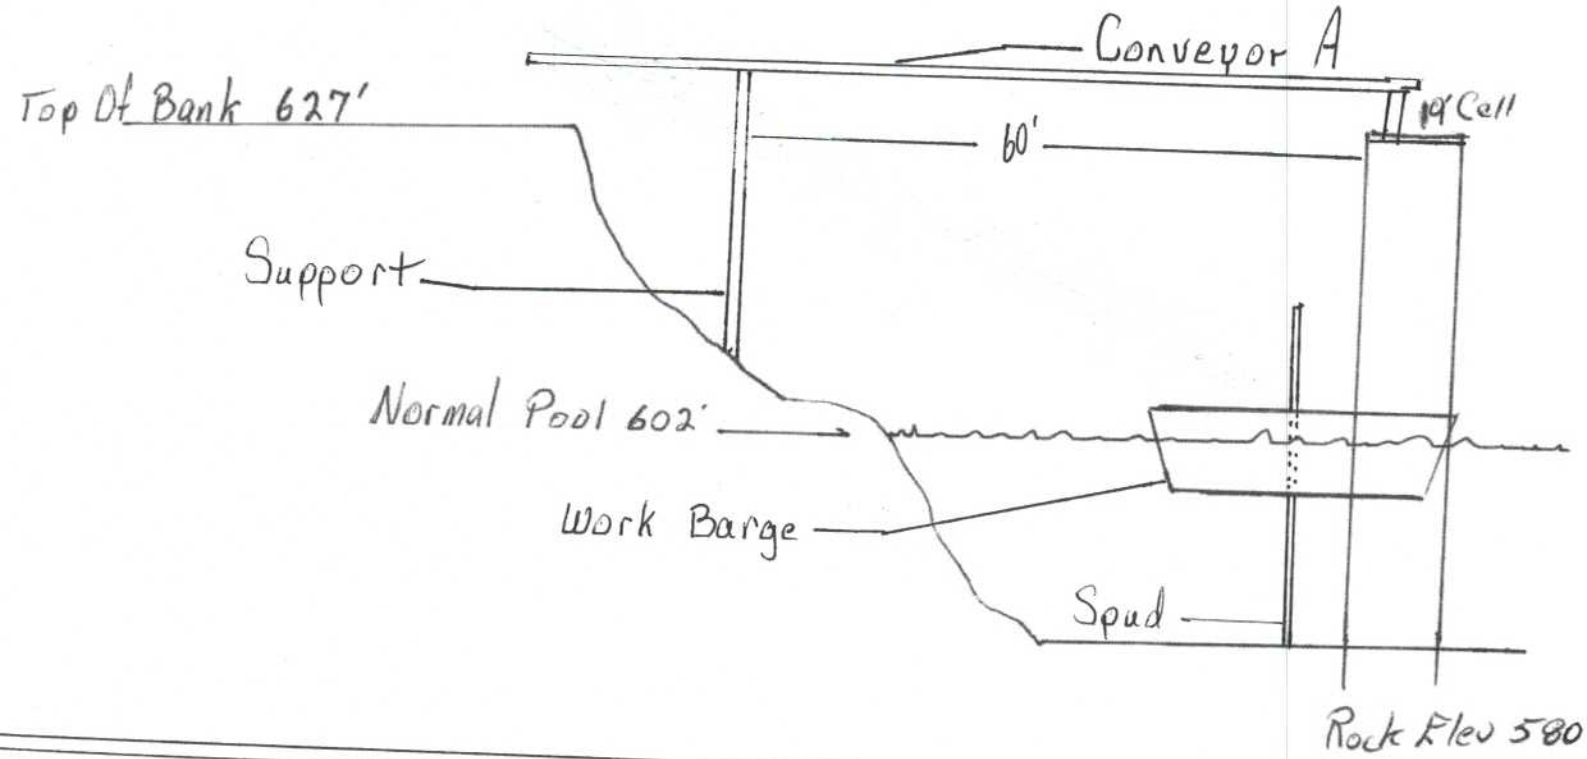 Conveyor A
Top Of Bank 627'
19' Cell
60'
Support
Normal Pool 602'
Work Barge
Spud
Rock Elev 580